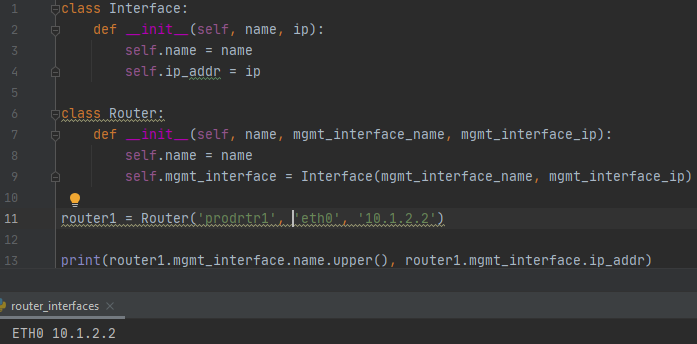 1 class Interface:
2 def __init__(self, name, ip):
3 self.name = name
4 self.ip_addr = ip
5
6 class Router:
7 def __init__(self, name, mgmt_interface_name, mgmt_interface_ip):
8 self.name = name
9 self.mgmt_interface = Interface(mgmt_interface_name, mgmt_interface_ip)
10
11 router1 = Router('prodrtr1', 'eth0', '10.1.2.2')
12
13 print(router1.mgmt_interface.name.upper(), router1.mgmt_interface.ip_addr)
router_interfaces ×
ETH0 10.1.2.2